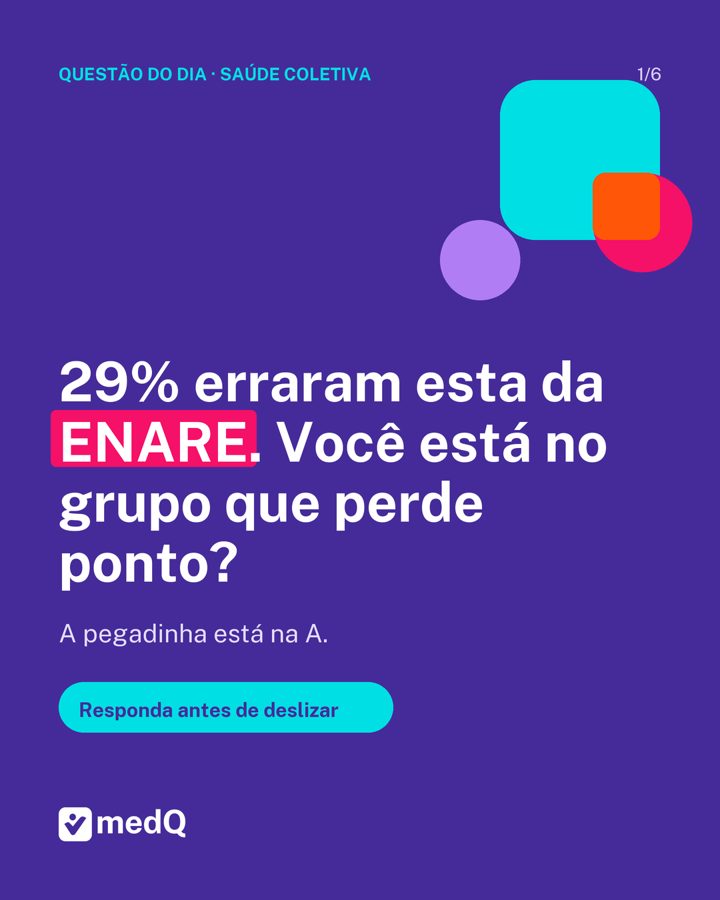 QUESTÃO DO DIA · SAÚDE COLETIVA
1/6
29% erraram esta da
ENARE. Você está no
grupo que perde
ponto?
A pegadinha está na A.
Responda antes de deslizar
medQ